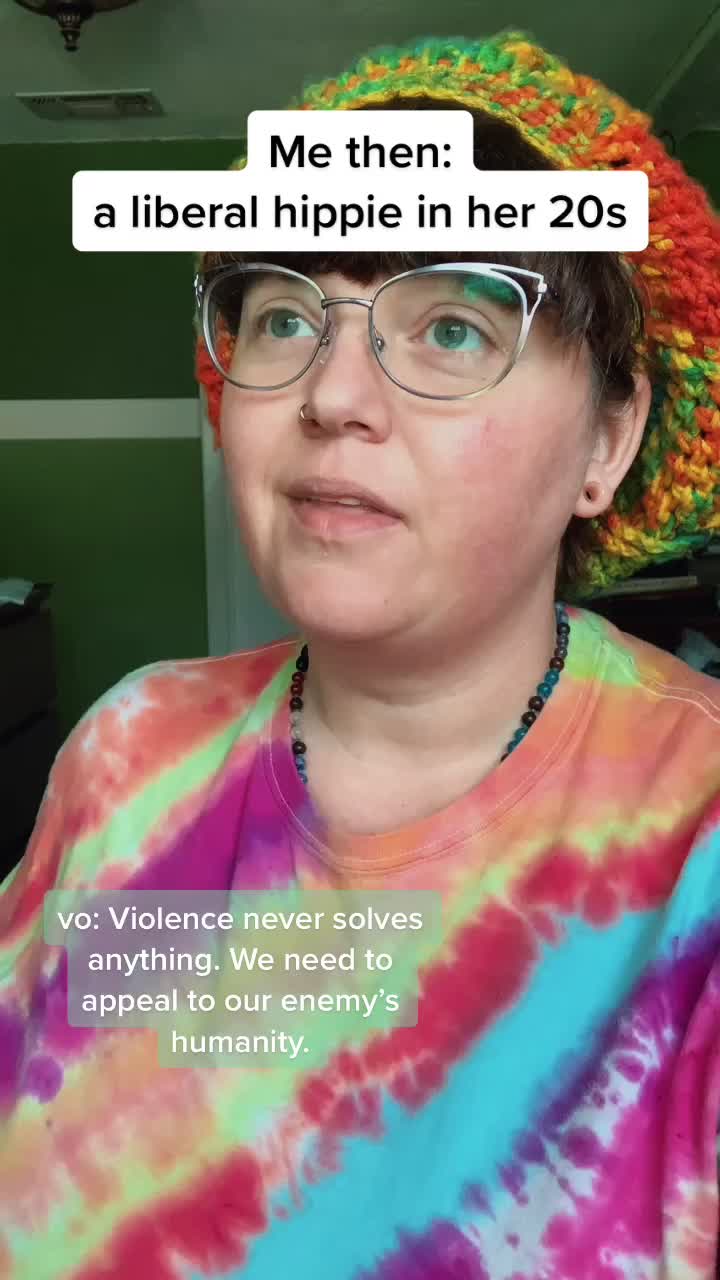 Me then:
a liberal hippie in her 20s
vo: Violence never solves
anything. We need to
appeal to our enemy’s
humanity.